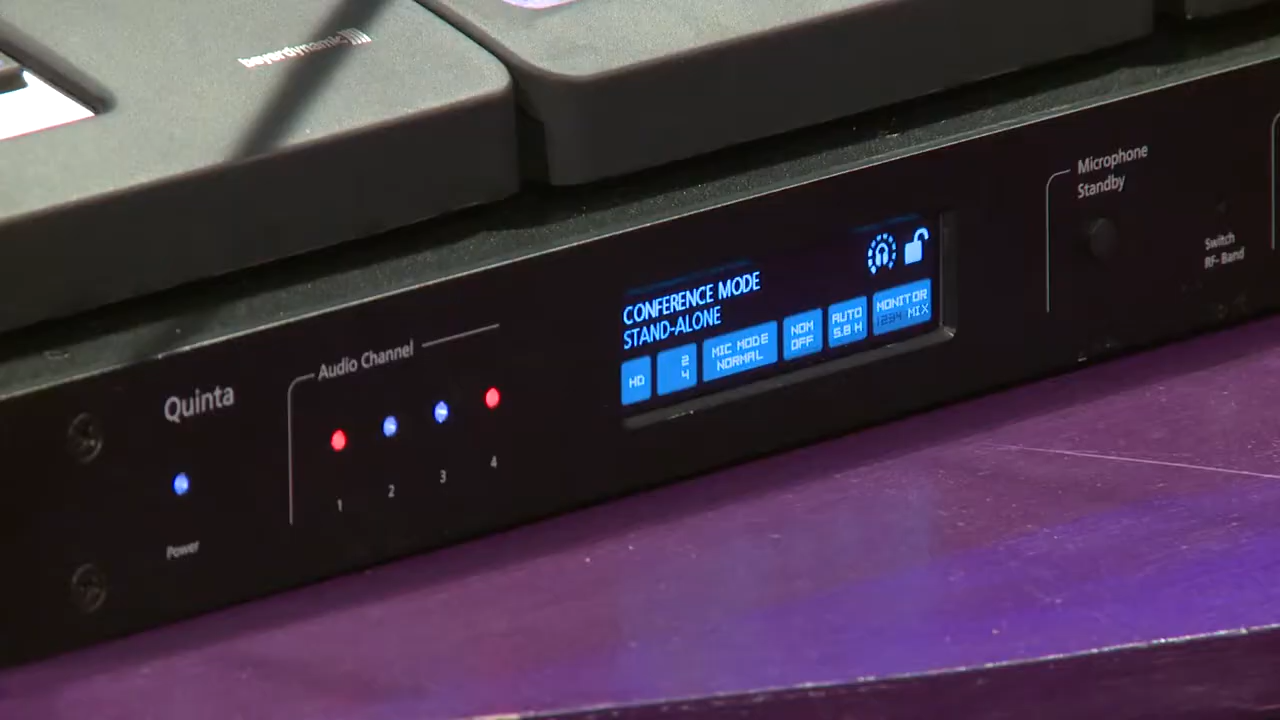 beyerdynamic
Quinta
Power
Audio Channel
1
2
3
4
CONFERENCE MODE
STAND-ALONE
HD
2
4
MIC MODE
NORMAL
NOM
OFF
AUTO
5.8 H
MONITOR
1234 MIX
Microphone
Standby
Switch
RF-Band